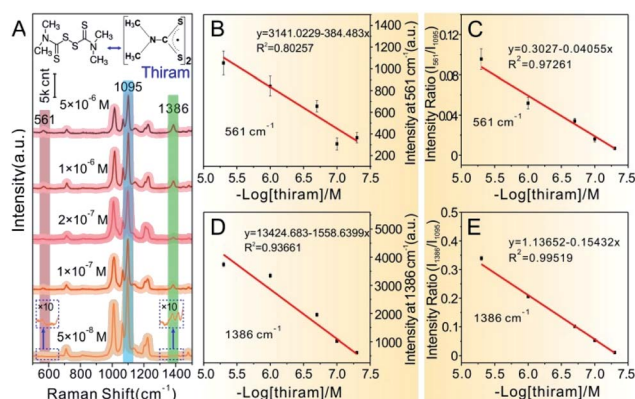 A
H₃C
N-CH₃
S
S-S
S
H₃C-N
CH₃
H₃C
N-C
H₃C
S
S
2
Thiram
5k cnt
561
1095
1386
5×10⁻⁶ M
1×10⁻⁶ M
2×10⁻⁷ M
1×10⁻⁷ M
×10
×10
5×10⁻⁸ M
Intensity(a.u.)
600 800 1000 1200 1400
Raman Shift(cm⁻¹)
B
y=3141.0229-384.483x
R²=0.80257
561 cm⁻¹
1400
1200
1000
800
600
400
200
Intensity at 561 cm⁻¹(a.u.)
5.0 5.5 6.0 6.5 7.0 7.5
-Log[thiram]/M
C
y=0.3027-0.04055x
R²=0.97261
561 cm⁻¹
0.12
0.08
0.04
0.00
Intensity Ratio (I₅₆₁/I₁₀₉₅)
5.0 5.5 6.0 6.5 7.0 7.5
-Log[thiram]/M
D
y=13424.683-1558.6399x
R²=0.93661
1386 cm⁻¹
5000
4000
3000
2000
1000
Intensity at 1386 cm⁻¹(a.u.)
5.0 5.5 6.0 6.5 7.0 7.5
-Log[thiram]/M
E
y=1.13652-0.15432x
R²=0.99519
1386 cm⁻¹
0.5
0.4
0.3
0.2
0.1
0.0
Intensity Ratio (I₁₃₈₆/I₁₀₉₅)
5.0 5.5 6.0 6.5 7.0 7.5
-Log[thiram]/M